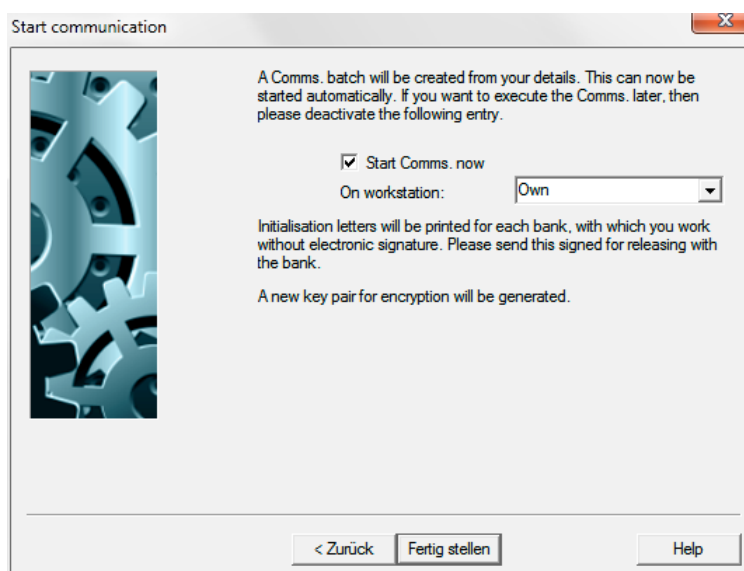 Start communication
A Comms. batch will be created from your details. This can now be
started automatically. If you want to execute the Comms. later, then
please deactivate the following entry.
Start Comms. now
On workstation: Own
Initialisation letters will be printed for each bank, with which you work
without electronic signature. Please send this signed for releasing with
the bank.
A new key pair for encryption will be generated.
< Zurück Fertig stellen Help